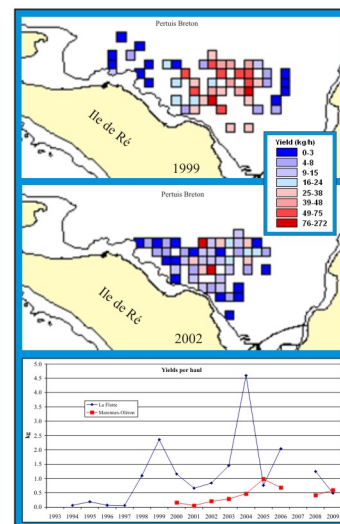 Pertuis Breton
Ile de Ré
1999
Yield (kg/h)
0-3
4-8
9-15
16-24
25-38
39-48
49-75
76-272
Pertuis Breton
Ile de Ré
2002
Yields per haul
5.0
4.5
4.0
3.5
3.0
2.5
2.0
1.5
1.0
0.5
0.0
kg
La Flotte
Marennes-Oléron
1993 1994 1995 1996 1997 1998 1999 2000 2001 2002 2003 2004 2005 2006 2007 2008 2009